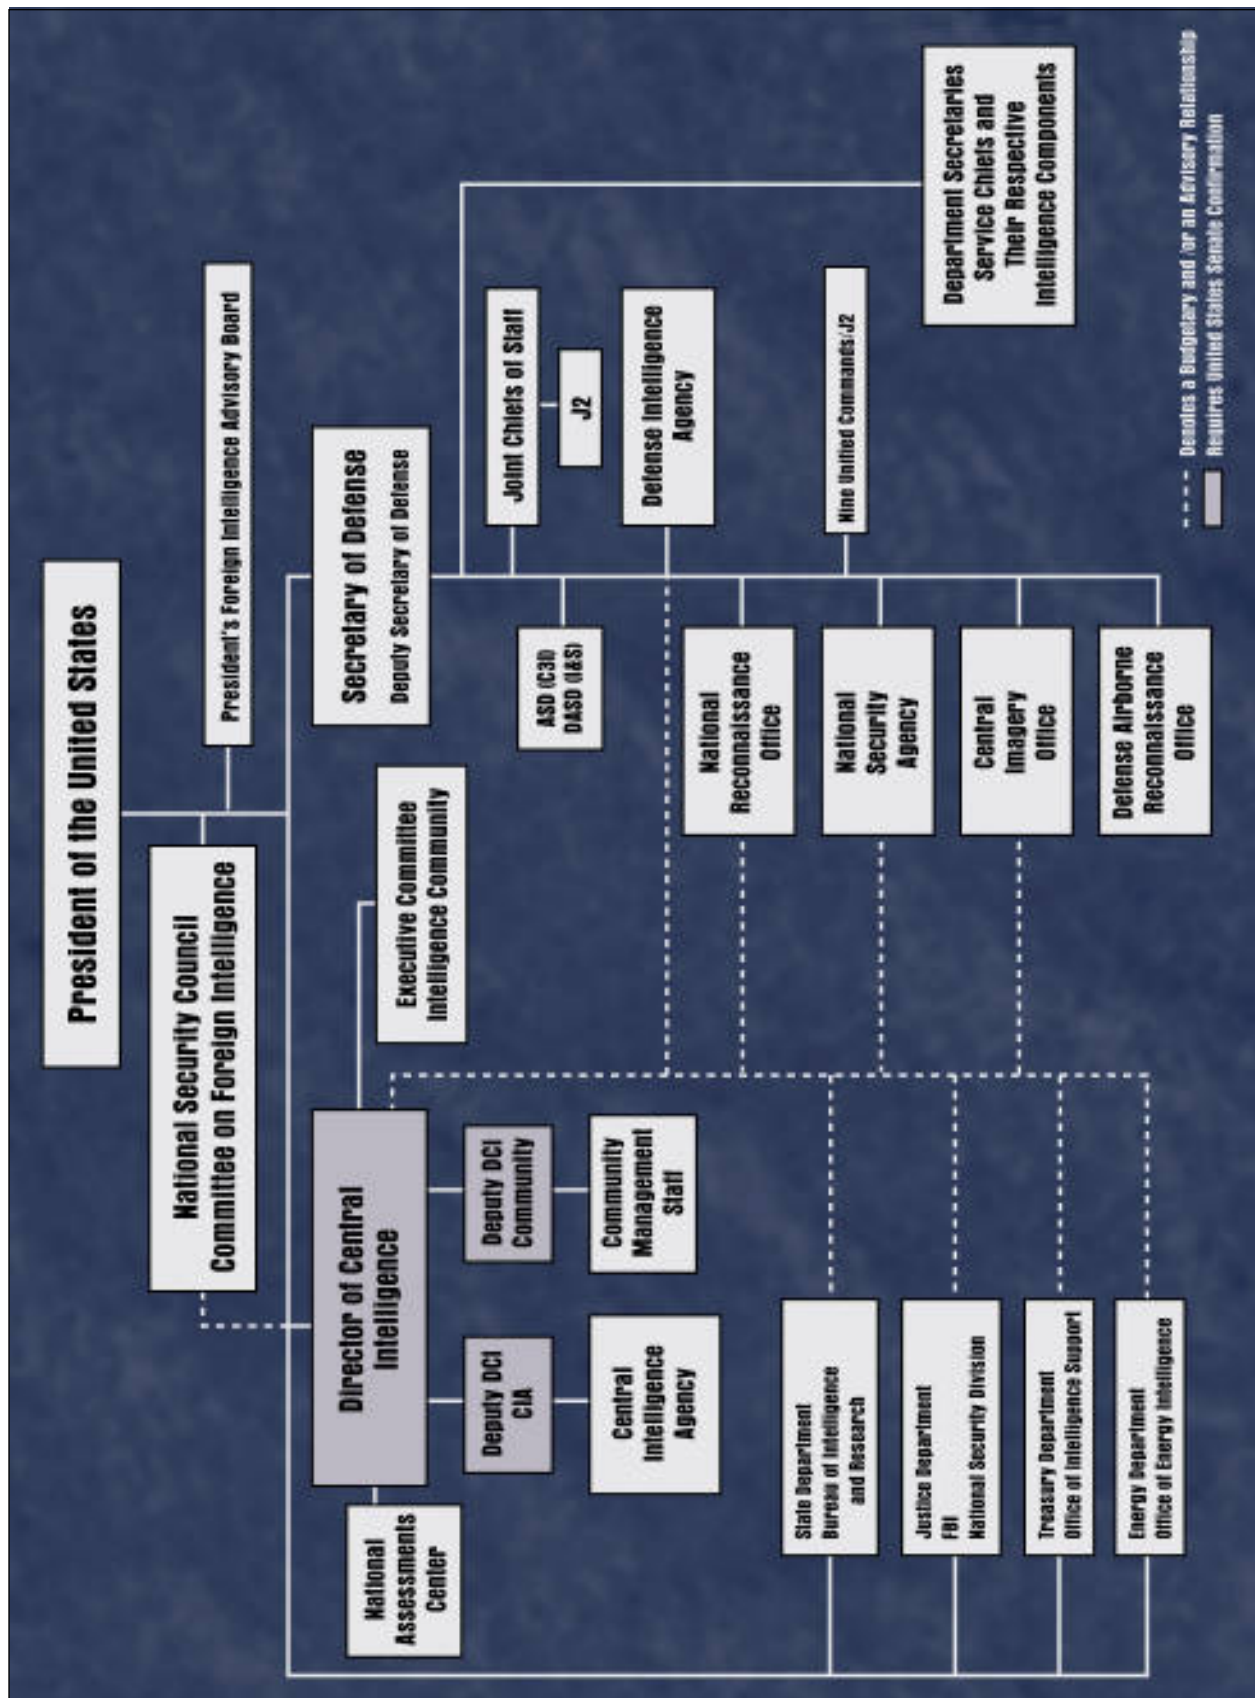 President of the United States
National Security Council
Committee on Foreign Intelligence
President's Foreign Intelligence Advisory Board
Director of Central
Intelligence
National
Assessments
Center
Executive Committee
Intelligence Community
Secretary of Defense
Deputy Secretary of Defense
Deputy DCI
CIA
Deputy DCI
Community
Central
Intelligence
Agency
Community
Management
Staff
Joint Chiefs of Staff
J2
ASD (C3I)
DASD (I&S)
Defense Intelligence
Agency
National
Reconnaissance
Office
National
Security
Agency
Nine Unified Commands/J2
Central
Imagery
Office
Defense Airborne
Reconnaissance
Office
Department Secretaries
Service Chiefs and
Their Respective
Intelligence Components
State Department
Bureau of Intelligence
and Research
Justice Department
FBI
National Security Division
Treasury Department
Office of Intelligence Support
Energy Department
Office of Energy Intelligence
Denotes a Budgetary and /or an Advisory Relationship
Requires United States Senate Confirmation